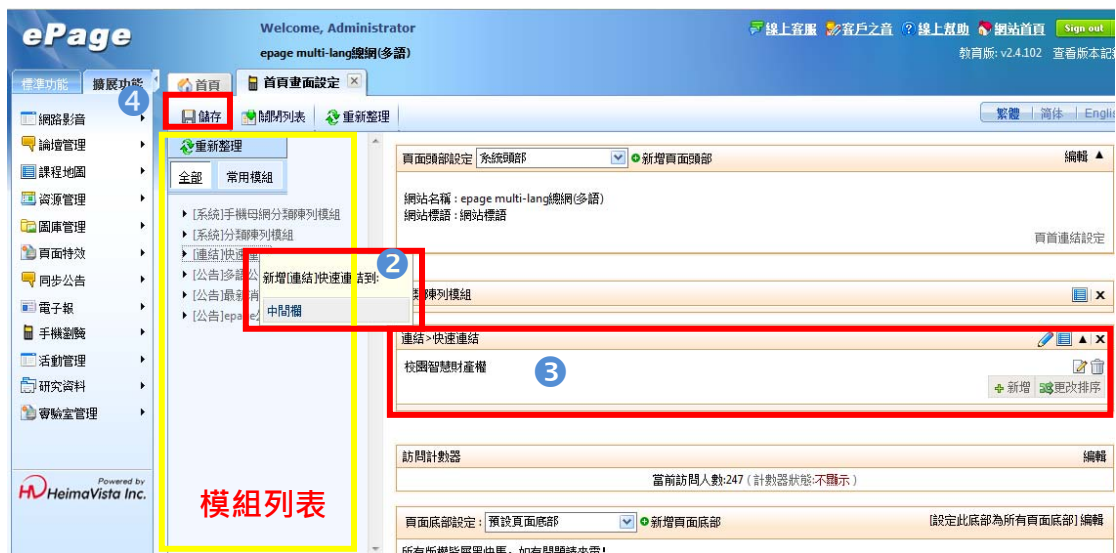 ePage
Welcome, Administrator
epage multi-lang總網(多語)
線上客服 客戶之音 線上幫助 網站首頁 Sign out
教育版: v2.4.102 查看版本記
標準功能 擴展功能 首頁 首頁畫面設定
4
儲存 關閉列表 重新整理
繁體 简体 Englis
網路影音
論壇管理
課程地圖
資源管理
圖庫管理
頁面特效
同步公告
電子報
手機瀏覽
活動管理
研究資料
實驗室管理
Powered by
HeimaVista Inc.
重新整理
全部 常用模組
[系統]手機母網分類陳列模組
[系統]分類陳列模組
[連結]快速連
[公告]多語公
[公告]最新消
[公告]epage公
新增[連結]快速連結到:
中間欄
2
模組列表
頁面頭部設定 系統頭部 新增頁面頭部 編輯
網站名稱 : epage multi-lang總網(多語)
網站標語 : 網站標語
頁首連結設定
陳列模組
連結>快速連結
校園智慧財產權
3
新增 更改排序
訪問計數器 編輯
當前訪問人數:247 ( 計數器狀態:不顯示 )
頁面底部設定 : 預設頁面底部 新增頁面底部 [設定此底部為所有頁面底部] 編輯